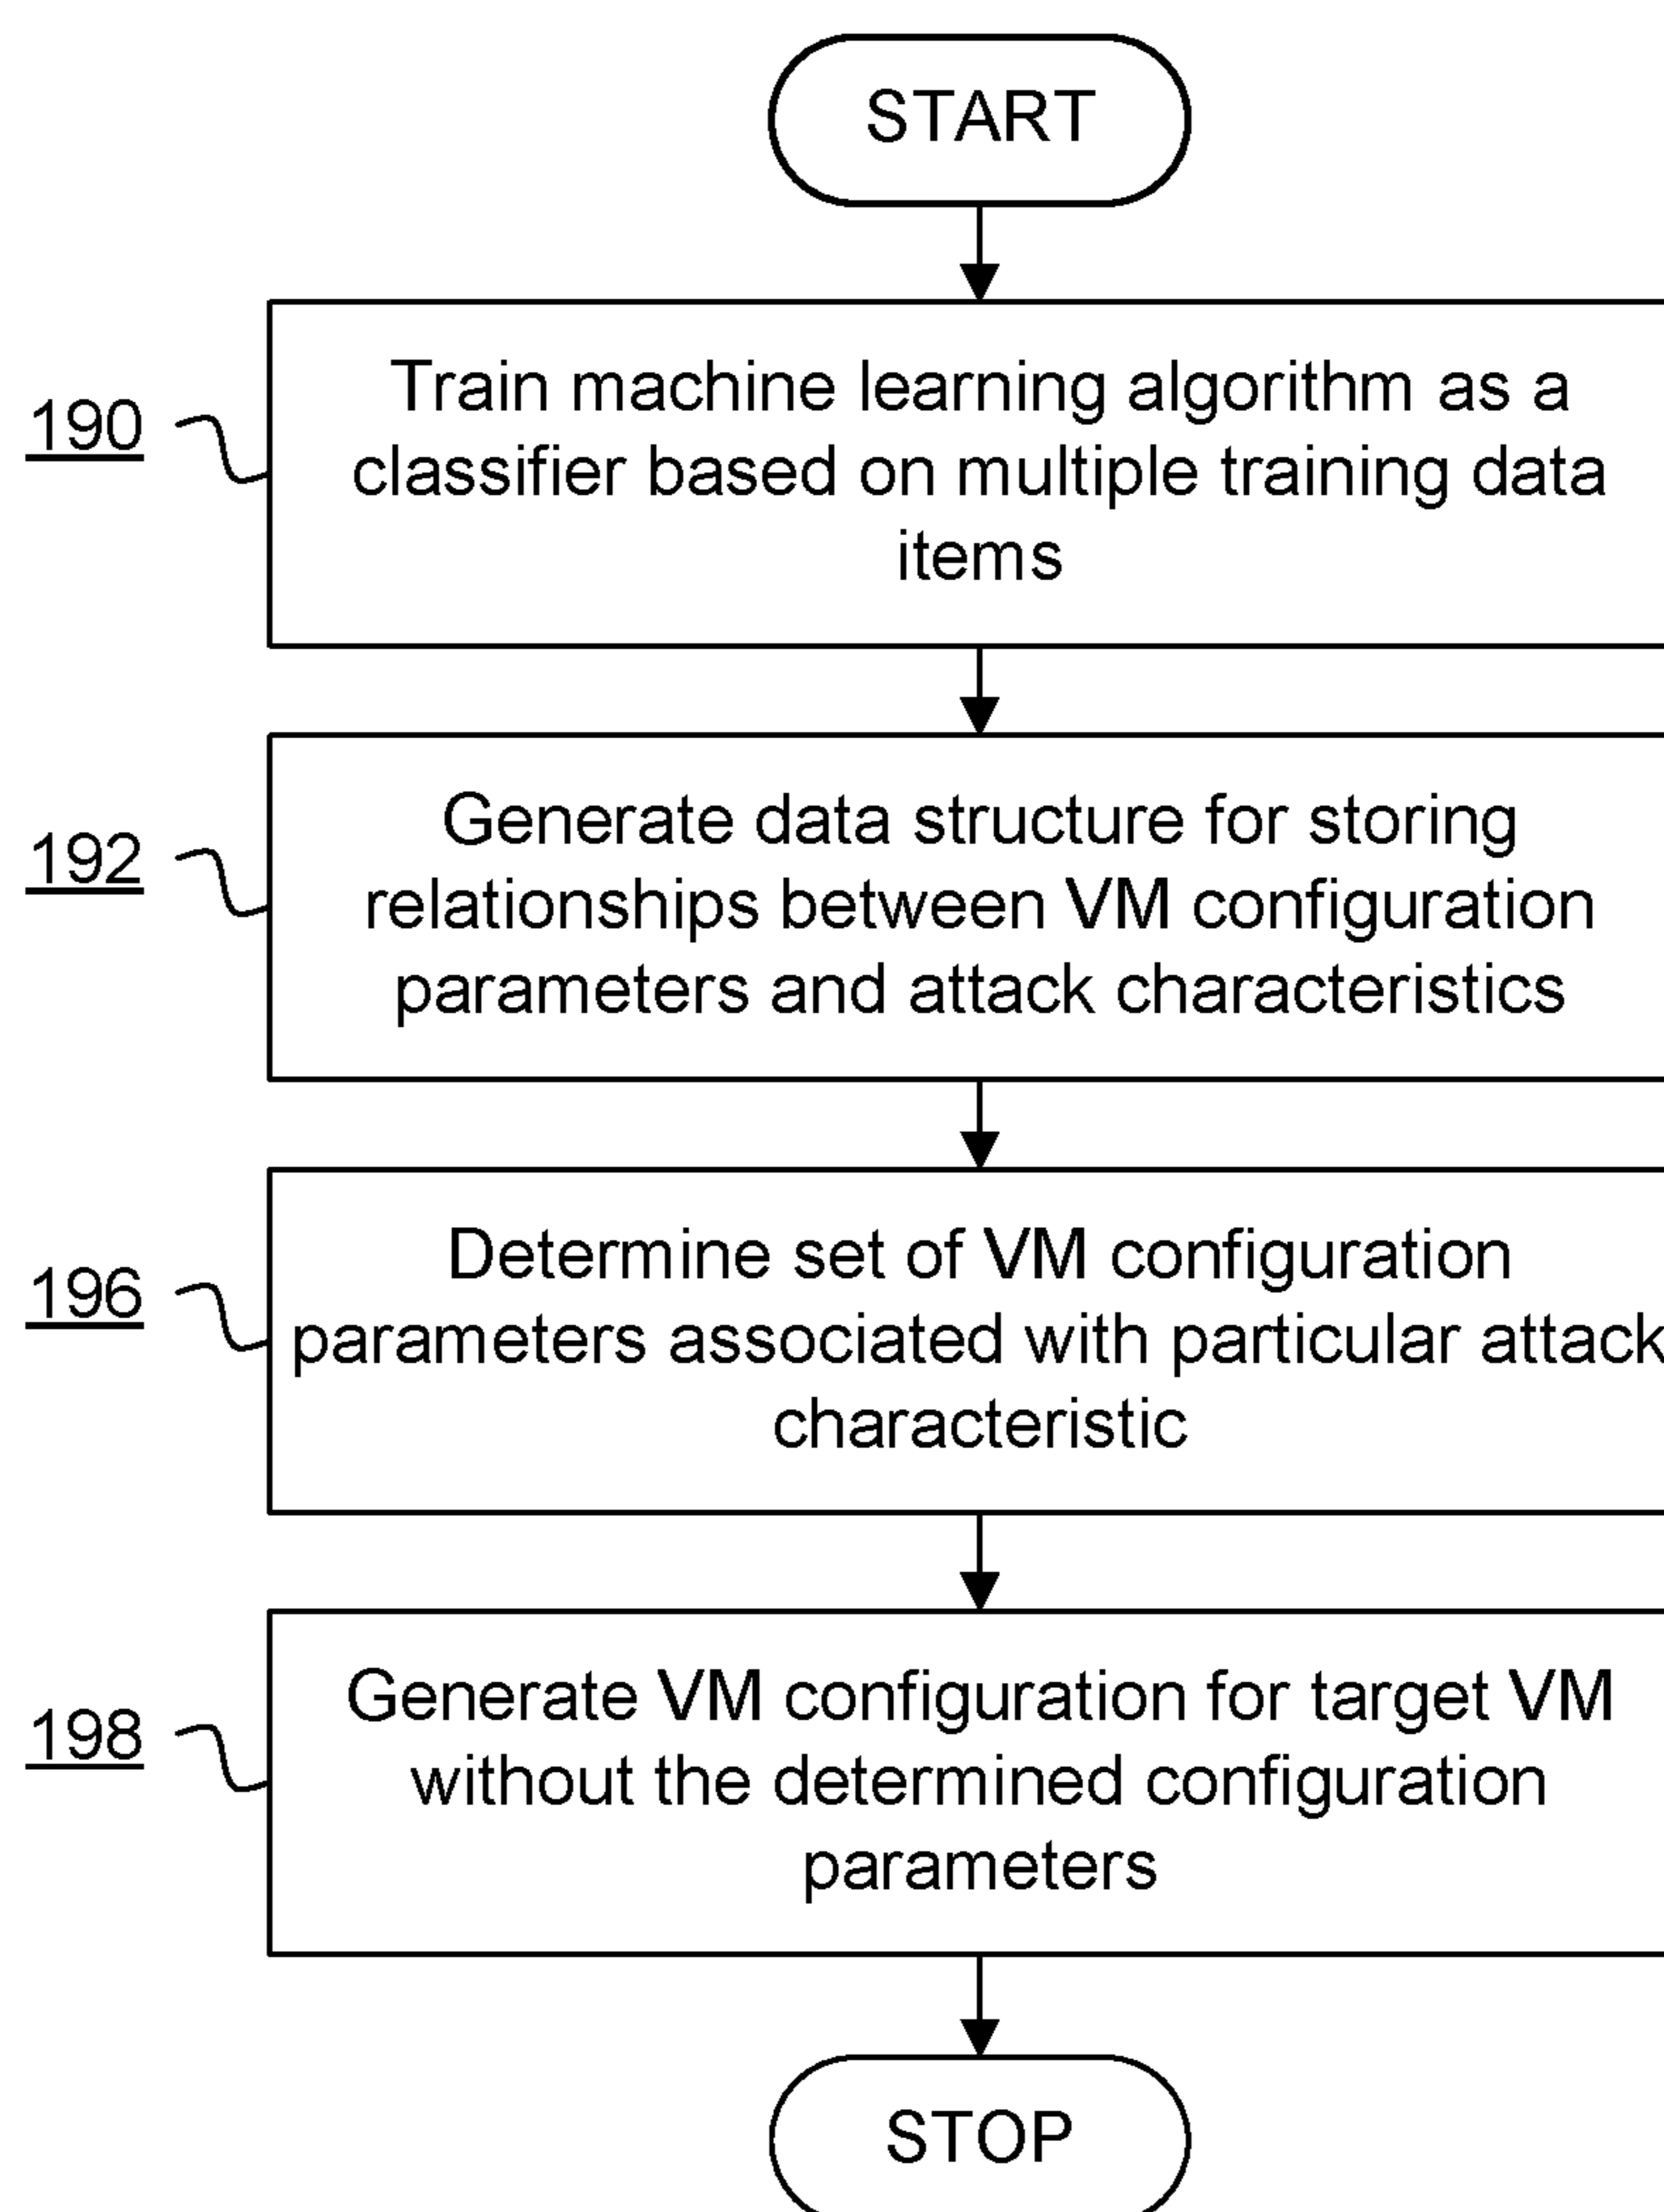 START
190
Train machine learning algorithm as a
classifier based on multiple training data
items
192
Generate data structure for storing
relationships between VM configuration
parameters and attack characteristics
196
Determine set of VM configuration
parameters associated with particular attack
characteristic
198
Generate VM configuration for target VM
without the determined configuration
parameters
STOP